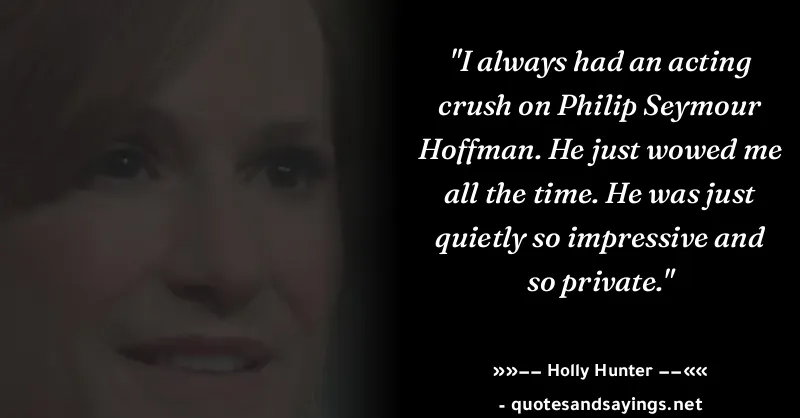 "I always had an acting
crush on Philip Seymour
Hoffman. He just wowed me
all the time. He was just
quietly so impressive and
so private."
»»−− Holly Hunter −−««
- quotesandsayings.net